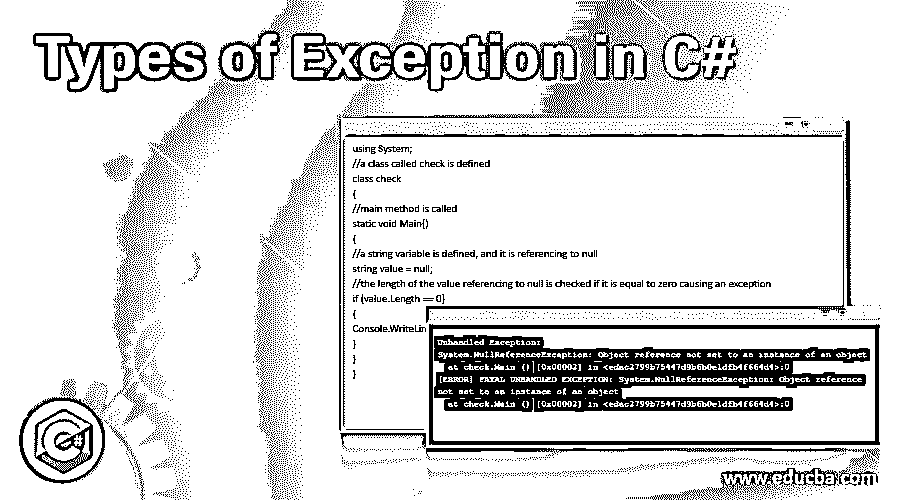 Types of Exception in C#
using System;
//a class called check is defined
class check
{
//main method is called
static void Main()
{
//a string variable is defined, and it is referencing to null
string value = null;
//the length of the value referencing to null is checked if it is equal to zero causing an exception
if (value.Length == 0)
{
Console.WriteLin
}
}
}
Unhandled Exception:
System.NullReferenceException: Object reference not set to an instance of an object
at check.Main () [0x00002] in <edac2799b75447d9b6b0e1dfb4f664d4>:0
[ERROR] FATAL UNHANDLED EXCEPTION: System.NullReferenceException: Object reference
not set to an instance of an object
at check.Main () [0x00002] in <edac2799b75447d9b6b0e1dfb4f664d4>:0
C#
www.educba.com